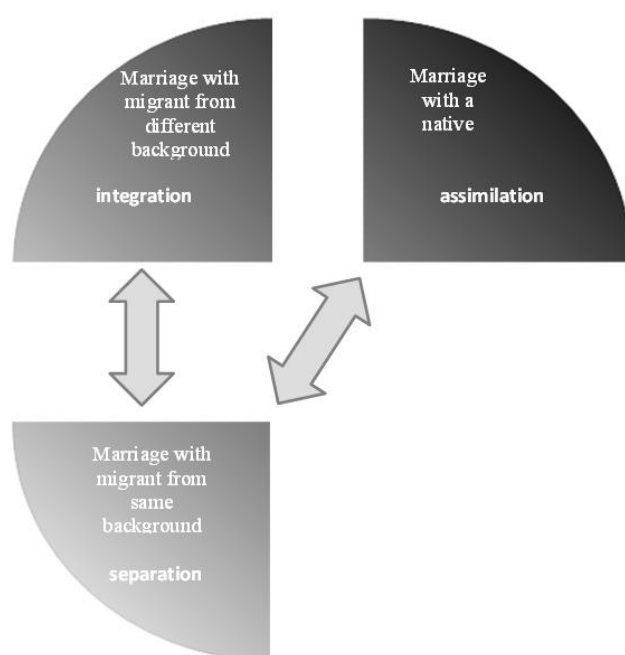 Marriage with
migrant from
different
background
integration
Marriage
with a
native
assimilation
Marriage with
migrant from
same
background
separation